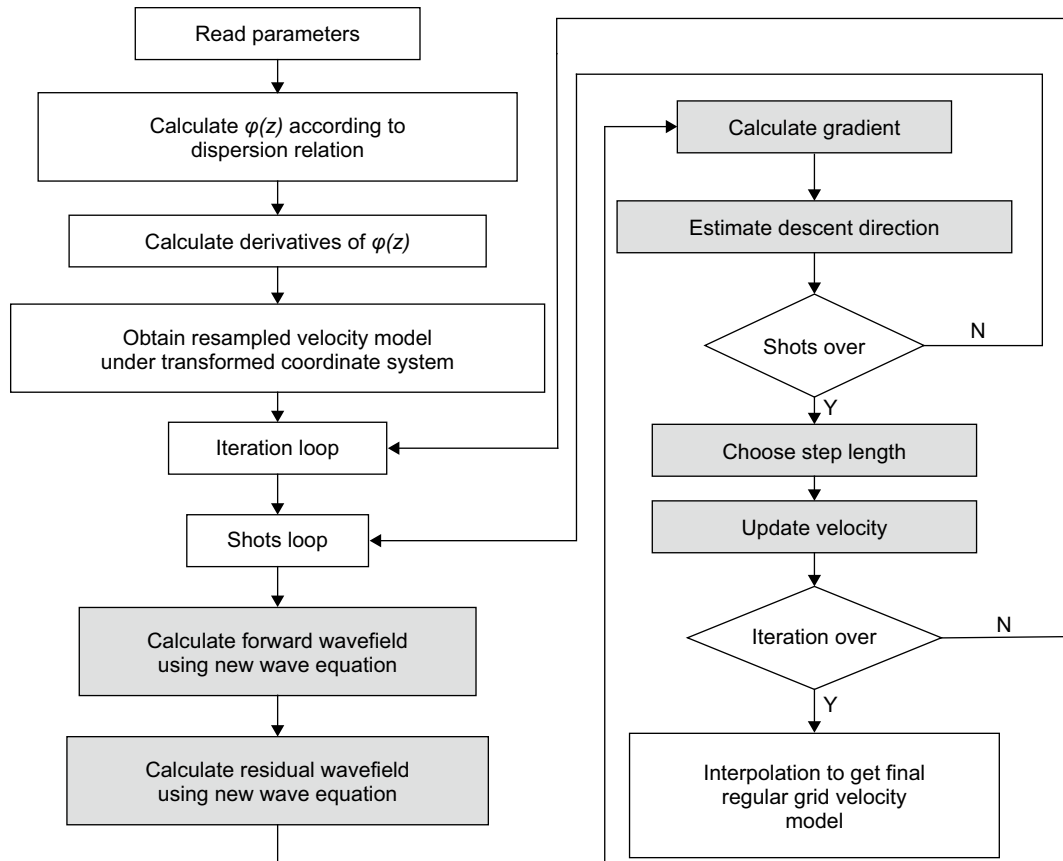 Read parameters
Calculate φ(z) according to
dispersion relation
Calculate derivatives of φ(z)
Obtain resampled velocity model
under transformed coordinate system
Iteration loop
Shots loop
Calculate forward wavefield
using new wave equation
Calculate residual wavefield
using new wave equation
Calculate gradient
Estimate descent direction
Shots over
N
Y
Choose step length
Update velocity
Iteration over
N
Y
Interpolation to get final
regular grid velocity
model